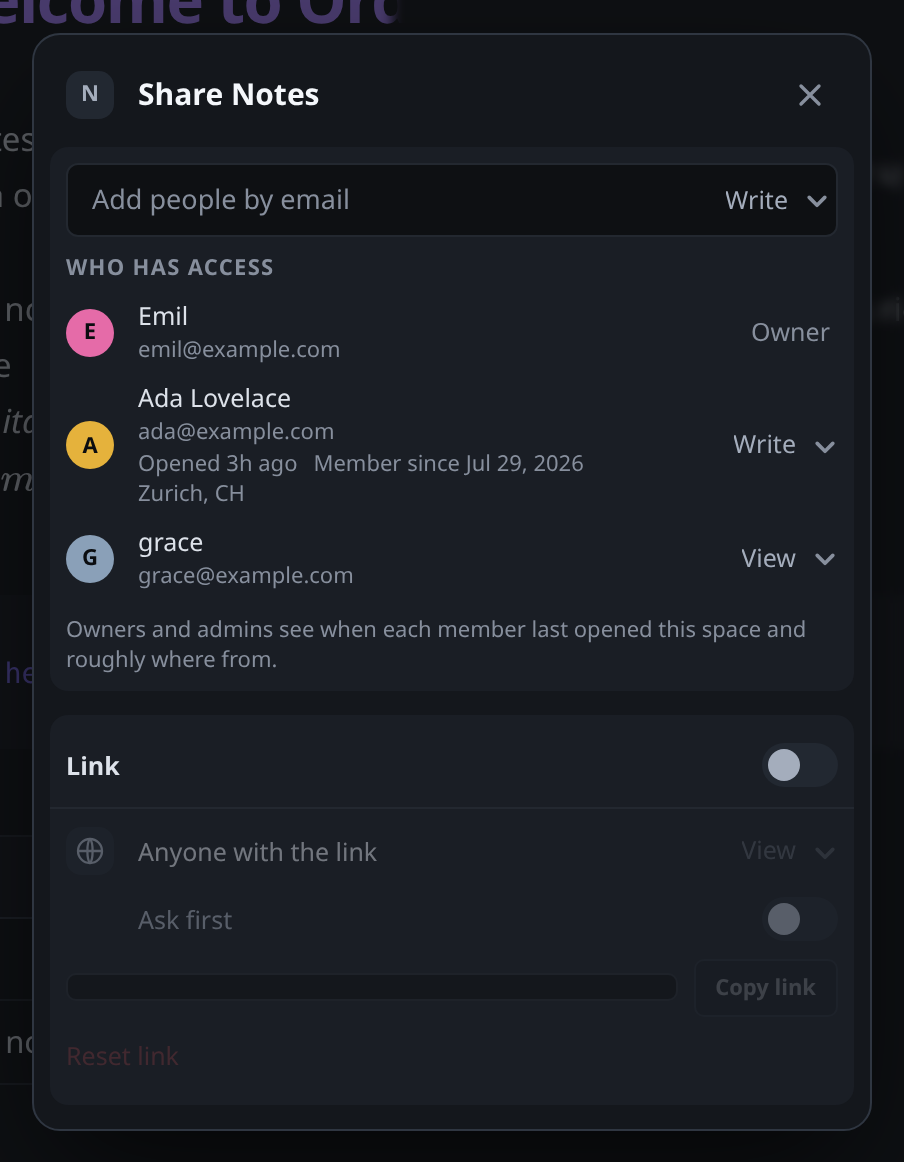 elcome to Ord
N
Share Notes
Add people by email
Write
WHO HAS ACCESS
E
Emil
emil@example.com
Owner
A
Ada Lovelace
ada@example.com
Opened 3h ago Member since Jul 29, 2026
Zurich, CH
Write
G
grace
grace@example.com
View
Owners and admins see when each member last opened this space and
roughly where from.
Link
Anyone with the link
View
Ask first
Copy link
Reset link